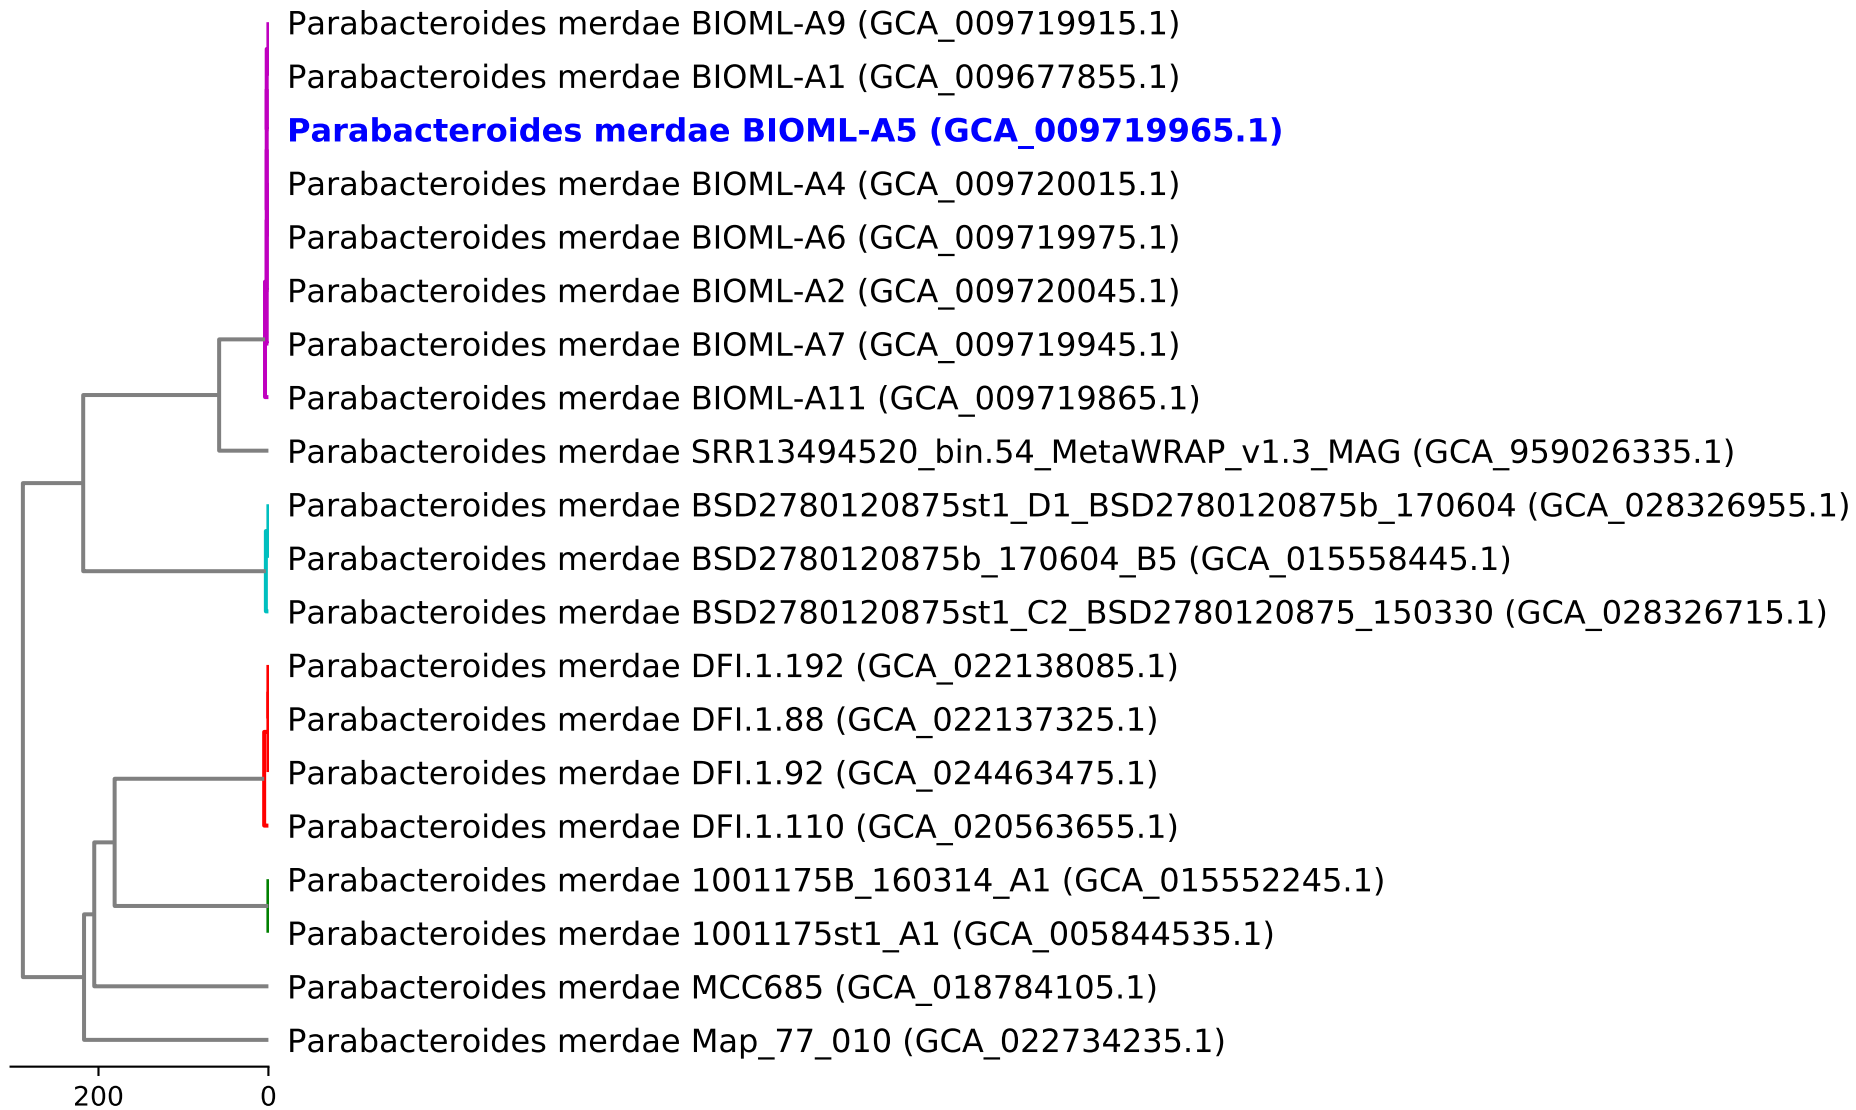 Parabacteroides merdae BIOML-A9 (GCA_009719915.1)
Parabacteroides merdae BIOML-A1 (GCA_009677855.1)
Parabacteroides merdae BIOML-A5 (GCA_009719965.1)
Parabacteroides merdae BIOML-A4 (GCA_009720015.1)
Parabacteroides merdae BIOML-A6 (GCA_009719975.1)
Parabacteroides merdae BIOML-A2 (GCA_009720045.1)
Parabacteroides merdae BIOML-A7 (GCA_009719945.1)
Parabacteroides merdae BIOML-A11 (GCA_009719865.1)
Parabacteroides merdae SRR13494520_bin.54_MetaWRAP_v1.3_MAG (GCA_959026335.1)
Parabacteroides merdae BSD2780120875st1_D1_BSD2780120875b_170604 (GCA_028326955.1)
Parabacteroides merdae BSD2780120875b_170604_B5 (GCA_015558445.1)
Parabacteroides merdae BSD2780120875st1_C2_BSD2780120875_150330 (GCA_028326715.1)
Parabacteroides merdae DFI.1.192 (GCA_022138085.1)
Parabacteroides merdae DFI.1.88 (GCA_022137325.1)
Parabacteroides merdae DFI.1.92 (GCA_024463475.1)
Parabacteroides merdae DFI.1.110 (GCA_020563655.1)
Parabacteroides merdae 1001175B_160314_A1 (GCA_015552245.1)
Parabacteroides merdae 1001175st1_A1 (GCA_005844535.1)
Parabacteroides merdae MCC685 (GCA_018784105.1)
Parabacteroides merdae Map_77_010 (GCA_022734235.1)
200 0